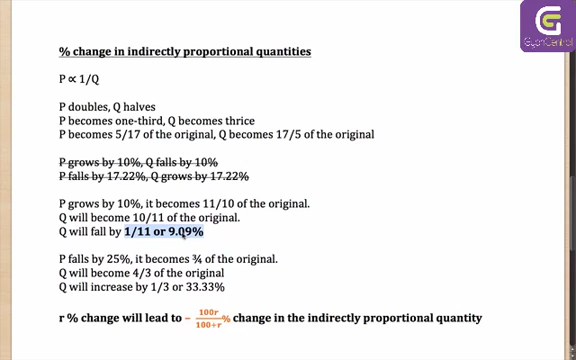 GyanCentral
% change in indirectly proportional quantities
P ∝ 1/Q
P doubles, Q halves
P becomes one-third, Q becomes thrice
P becomes 5/17 of the original, Q becomes 17/5 of the original
P grows by 10%, Q falls by 10%
P falls by 17.22%, Q grows by 17.22%
P grows by 10%, it becomes 11/10 of the original.
Q will become 10/11 of the original.
Q will fall by 1/11 or 9.09%
P falls by 25%, it becomes ¾ of the original.
Q will become 4/3 of the original
Q will increase by 1/3 or 33.33%
r % change will lead to − 100r/100+r % change in the indirectly proportional quantity